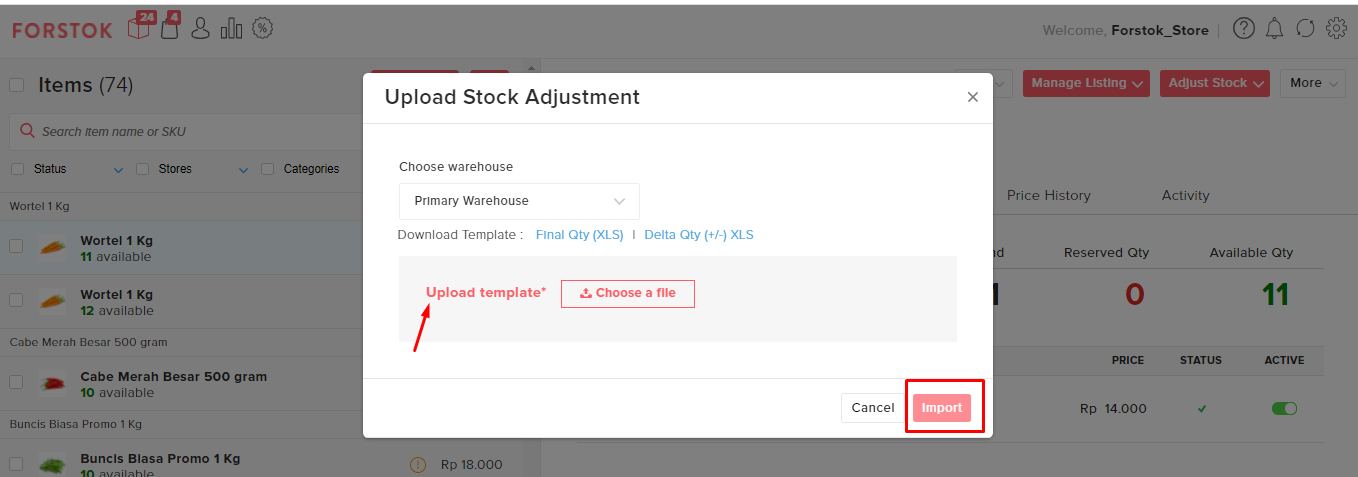 FORSTOK
24
4
%
Welcome, Forstok_Store
?
Items (74)
Manage Listing
Adjust Stock
More
Search item name or SKU
Status
Stores
Categories
Wortel 1 Kg
Wortel 1 Kg
11 available
Wortel 1 Kg
12 available
Cabe Merah Besar 500 gram
Cabe Merah Besar 500 gram
10 available
Buncis Biasa Promo 1 Kg
Buncis Biasa Promo 1 Kg
10 available
Rp 18.000
Upload Stock Adjustment
×
Choose warehouse
Primary Warehouse
Download Template : Final Qty (XLS) | Delta Qty (+/-) XLS
Upload template*
Choose a file
Cancel
Import
Price History
Activity
Reserved Qty
Available Qty
0
11
PRICE
STATUS
ACTIVE
Rp 14.000